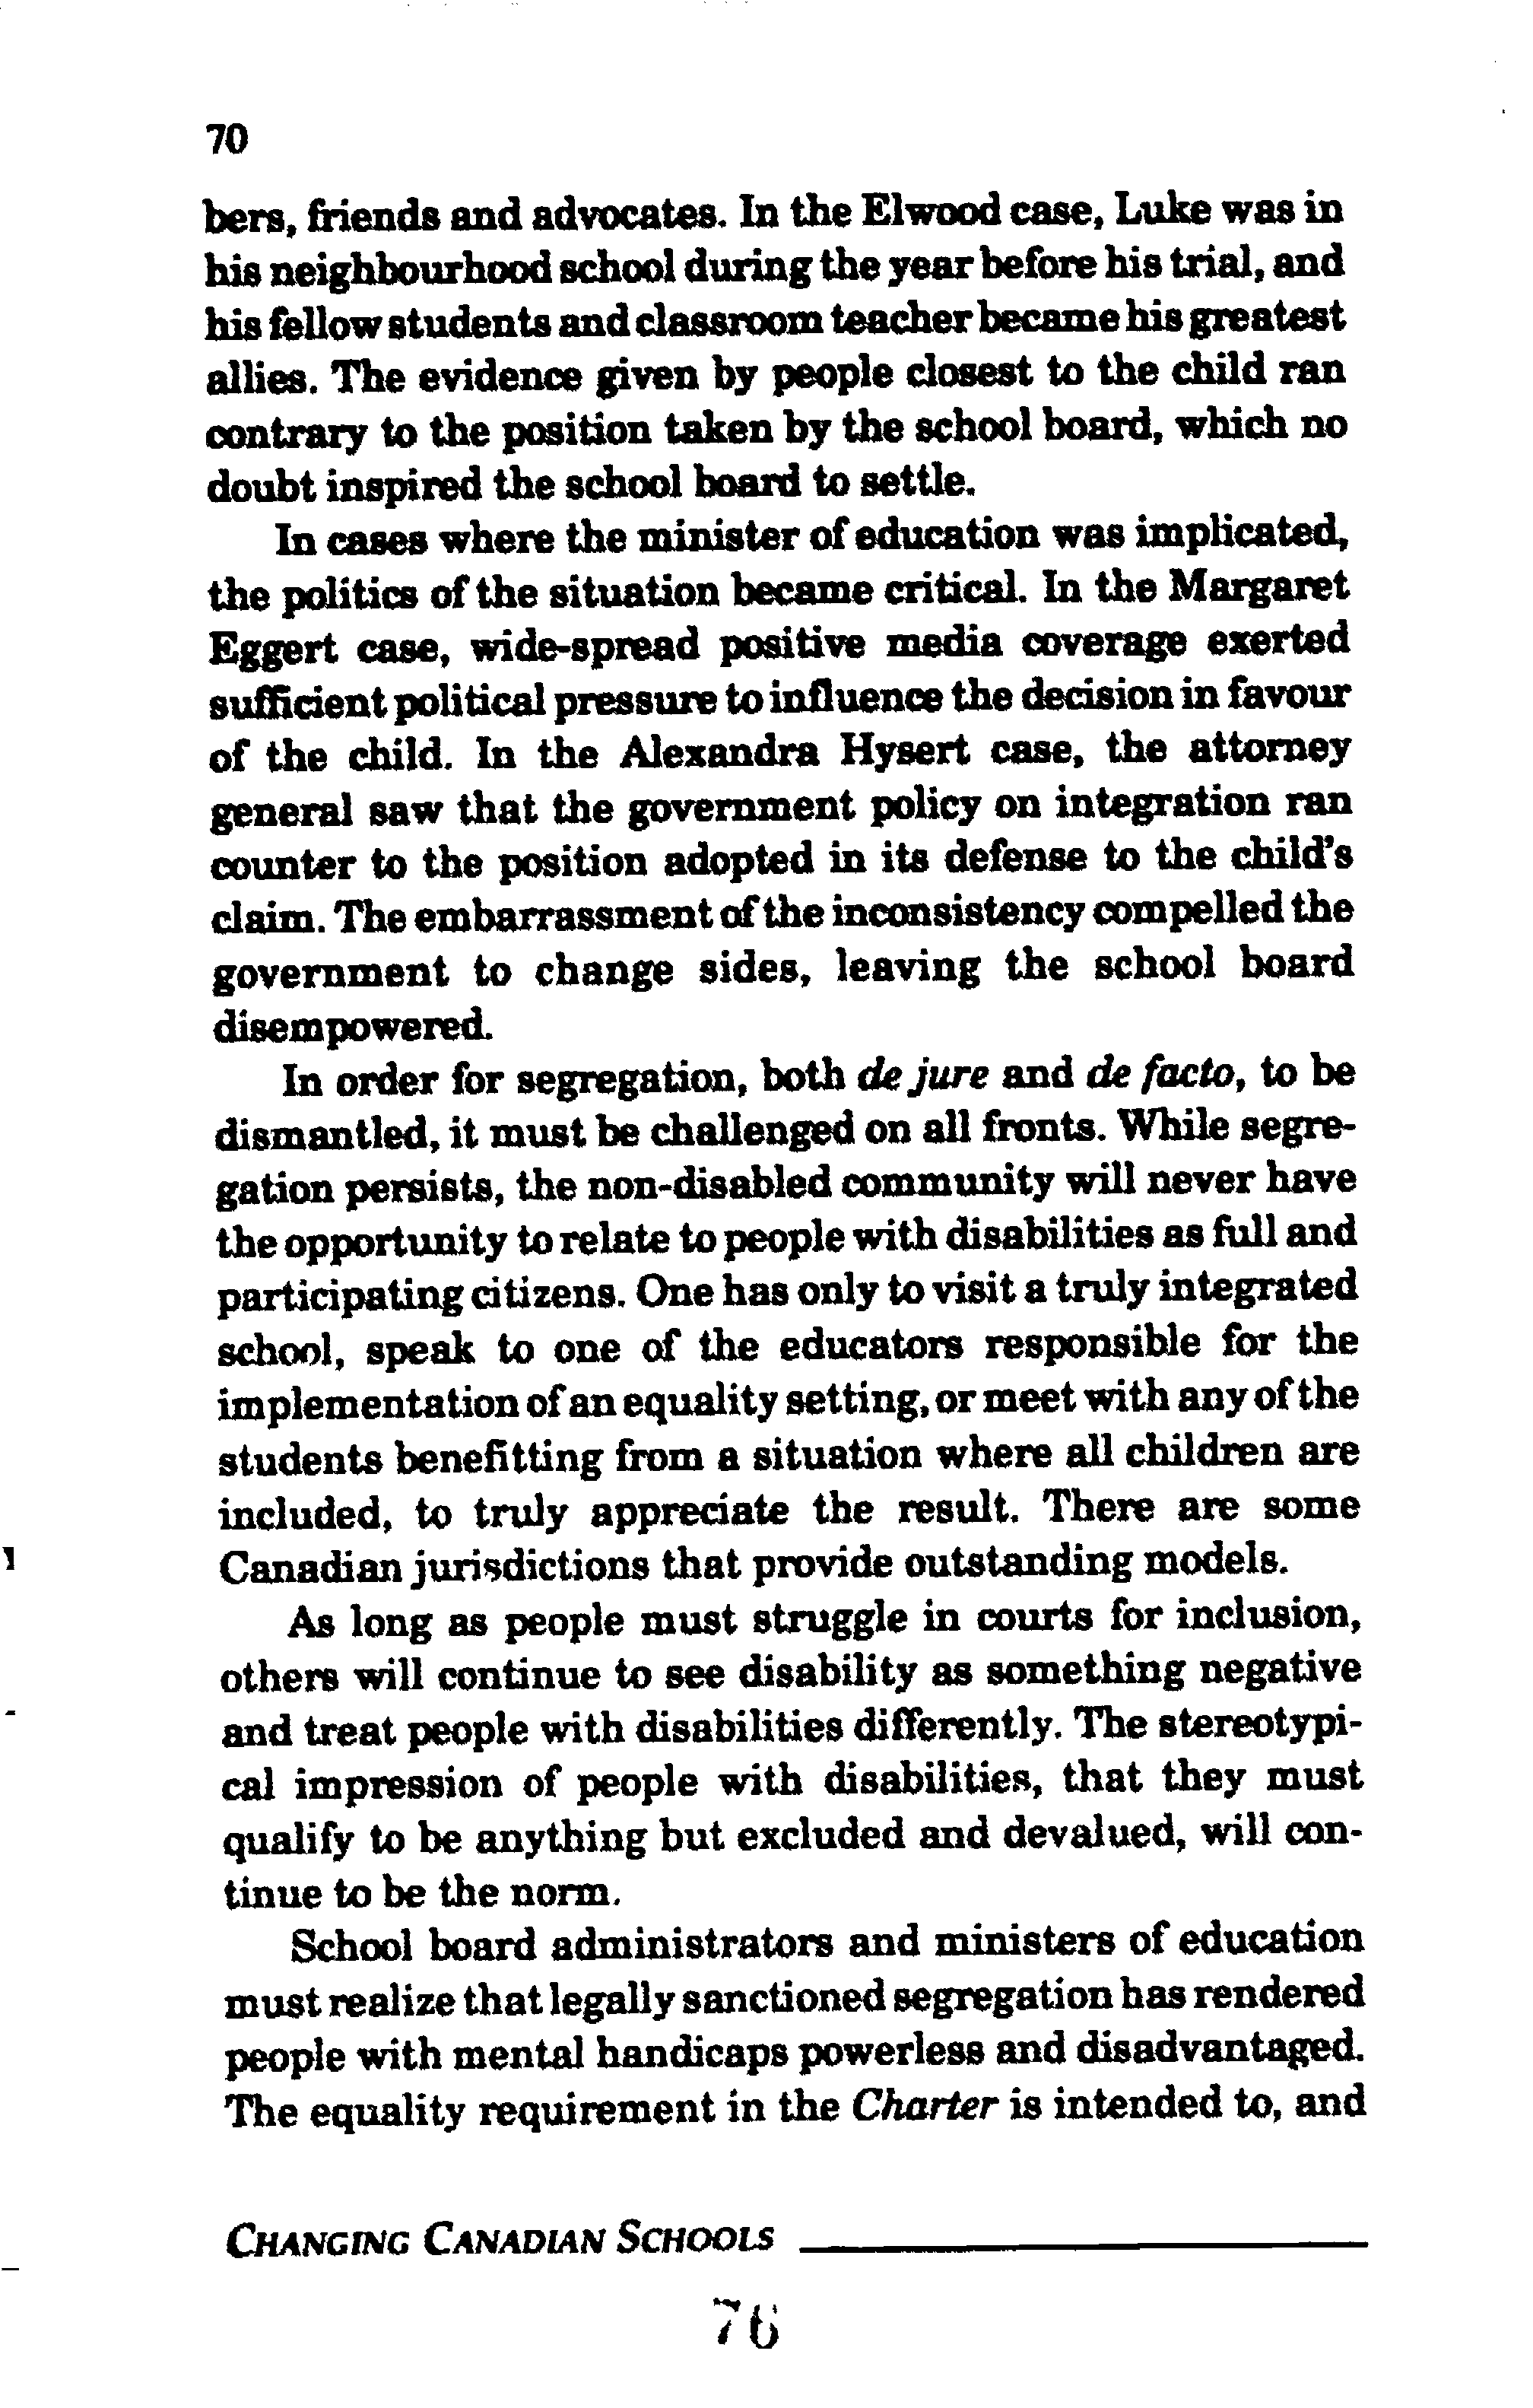 70
bers, friends and advocates. In the Elwood case, Luke was in
his neighbourhood school during the year before his trial, and
his fellow students and classroom teacher became his greatest
allies. The evidence given by people closest to the child ran
contrary to the position taken by the school board, which no
doubt inspired the school board to settle.
In cases where the minister of education was implicated,
the politics of the situation became critical. In the Margaret
Eggert case, wide-spread positive media coverage exerted
sufficient political pressure to influence the decision in favour
of the child. In the Alexandra Hysert case, the attorney
general saw that the government policy on integration ran
counter to the position adopted in its defense to the child's
claim. The embarrassment of the inconsistency compelled the
government to change sides, leaving the school board
disempowered.
In order for segregation, both de jure and de facto, to be
dismantled, it must be challenged on all fronts. While segre-
gation persists, the non-disabled community will never have
the opportunity to relate to people with disabilities as full and
participating citizens. One has only to visit a truly integrated
school, speak to one of the educators responsible for the
implementation of an equality setting, or meet with any of the
students benefitting from a situation where all children are
included, to truly appreciate the result. There are some
Canadian jurisdictions that provide outstanding models.
As long as people must struggle in courts for inclusion,
others will continue to see disability as something negative
and treat people with disabilities differently. The stereotypi-
cal impression of people with disabilities, that they must
qualify to be anything but excluded and devalued, will con-
tinue to be the norm.
School board administrators and ministers of education
must realize that legally sanctioned segregation has rendered
people with mental handicaps powerless and disadvantaged.
The equality requirement in the Charter is intended to, and
CHANGING CANADIAN SCHOOLS
76